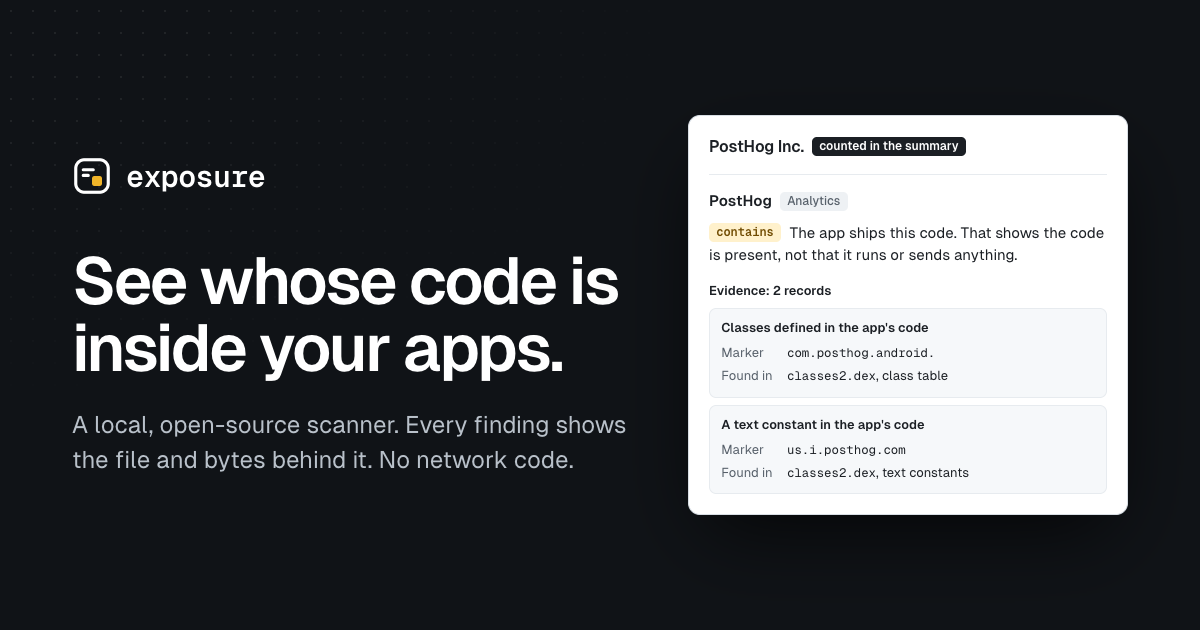 exposure
See whose code is
inside your apps.
A local, open-source scanner. Every finding shows
the file and bytes behind it. No network code.
PostHog Inc. counted in the summary
PostHog Analytics
contains The app ships this code. That shows the code
is present, not that it runs or sends anything.
Evidence: 2 records
Classes defined in the app's code
Marker com.posthog.android.
Found in classes2.dex, class table
A text constant in the app's code
Marker us.i.posthog.com
Found in classes2.dex, text constants